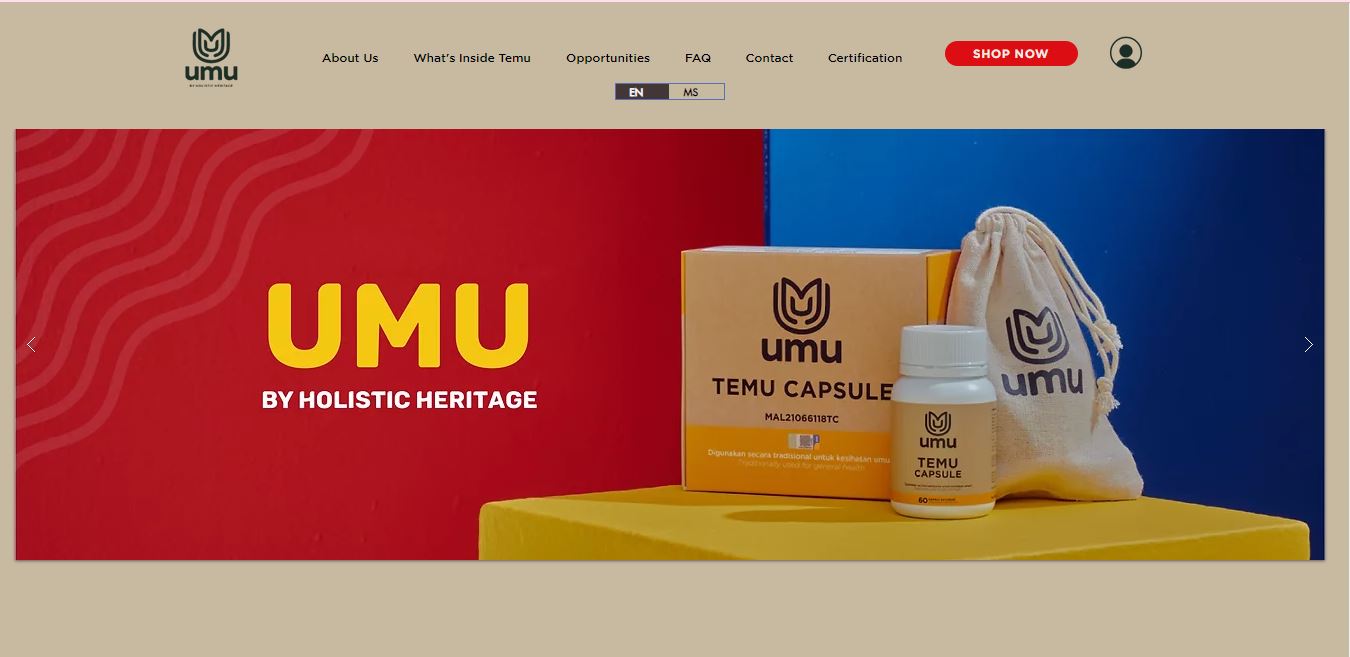 umu
BY HOLISTIC HERITAGE
About Us
What's Inside Temu
Opportunities
FAQ
Contact
Certification
SHOP NOW
EN
MS
UMU
BY HOLISTIC HERITAGE
umu
TEMU CAPSULE
MAL21066118TC
Digunakan secara tradisional untuk kesihatan umu
Traditionally used for general health
umu
TEMU
CAPSULE
60
umu